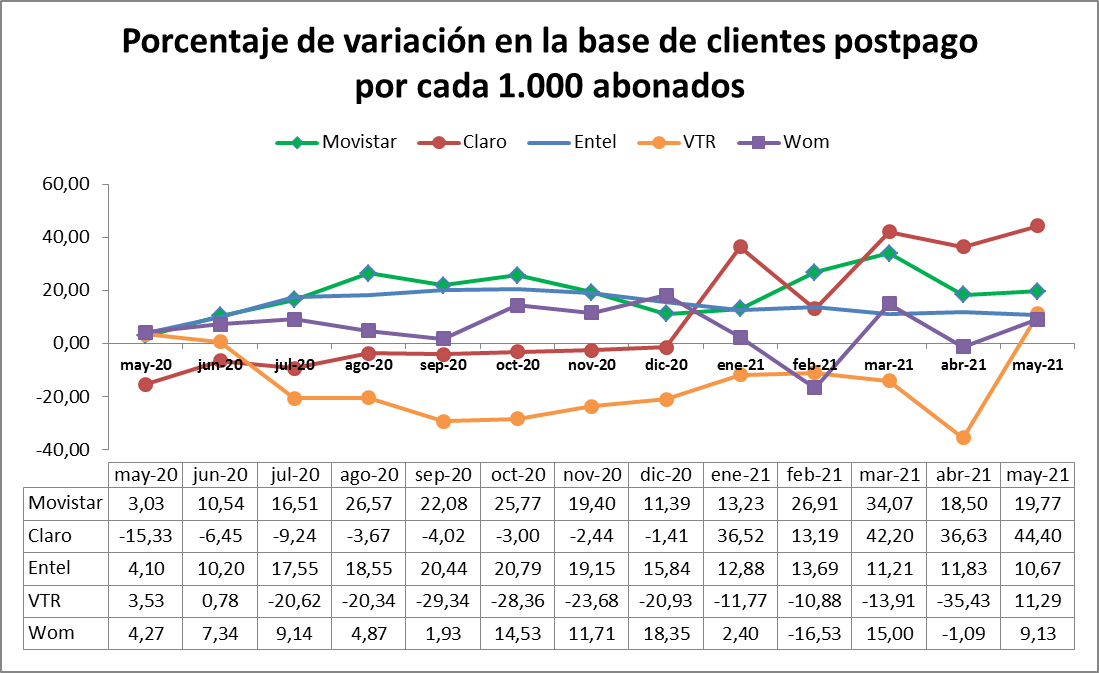 Porcentaje de variación en la base de clientes postpago
por cada 1.000 abonados
Movistar Claro Entel VTR Wom
60,00
40,00
20,00
0,00
-20,00
-40,00
may-20 jun-20 jul-20 ago-20 sep-20 oct-20 nov-20 dic-20 ene-21 feb-21 mar-21 abr-21 may-21
may-20 jun-20 jul-20 ago-20 sep-20 oct-20 nov-20 dic-20 ene-21 feb-21 mar-21 abr-21 may-21
Movistar 3,03 10,54 16,51 26,57 22,08 25,77 19,40 11,39 13,23 26,91 34,07 18,50 19,77
Claro -15,33 -6,45 -9,24 -3,67 -4,02 -3,00 -2,44 -1,41 36,52 13,19 42,20 36,63 44,40
Entel 4,10 10,20 17,55 18,55 20,44 20,79 19,15 15,84 12,88 13,69 11,21 11,83 10,67
VTR 3,53 0,78 -20,62 -20,34 -29,34 -28,36 -23,68 -20,93 -11,77 -10,88 -13,91 -35,43 11,29
Wom 4,27 7,34 9,14 4,87 1,93 14,53 11,71 18,35 2,40 -16,53 15,00 -1,09 9,13